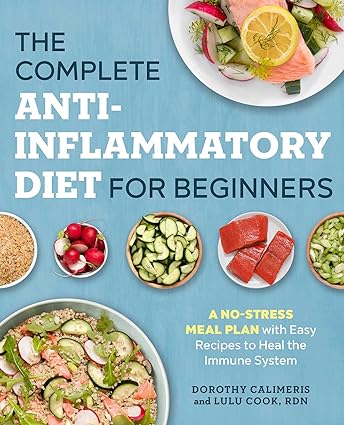 THE
COMPLETE
ANTI-
INFLAMMATORY
DIET FOR BEGINNERS
A NO-STRESS
MEAL PLAN with Easy
Recipes to Heal the
Immune System
DOROTHY CALIMERIS
and LULU COOK, RDN